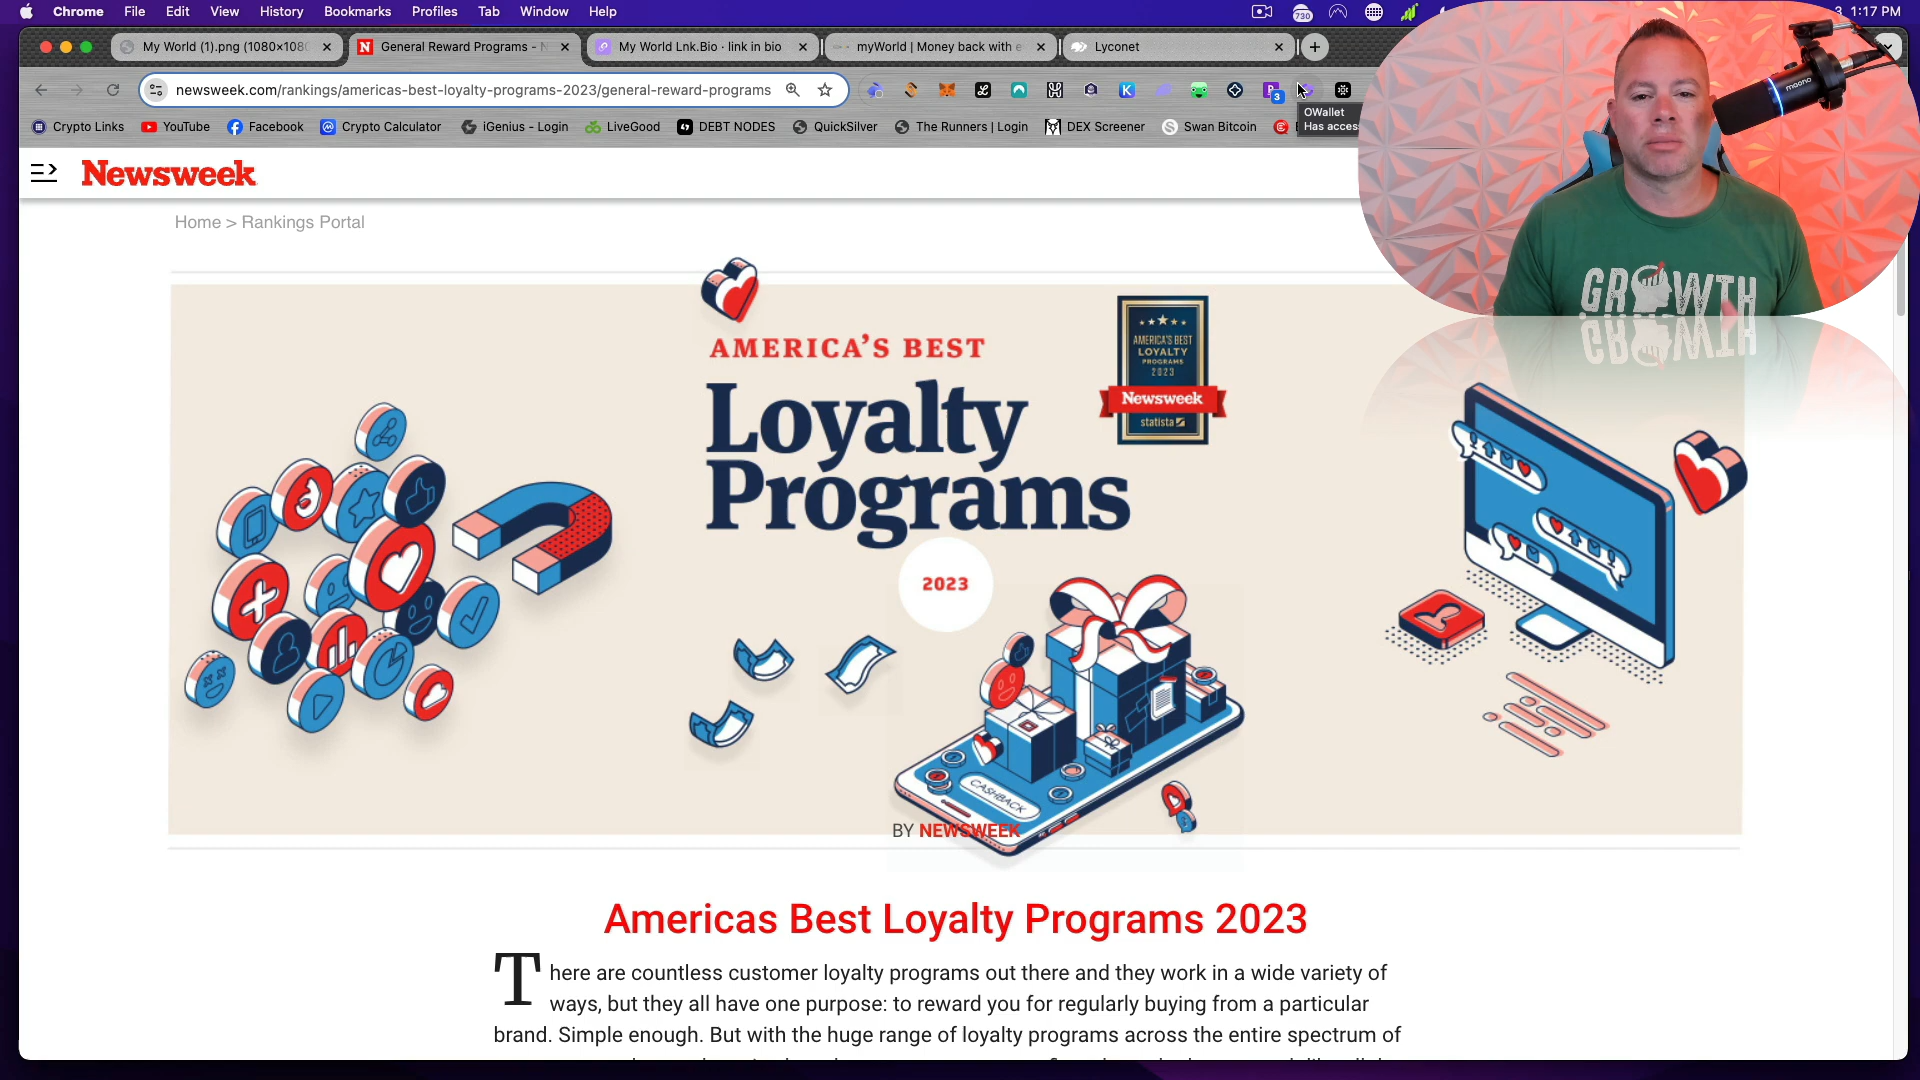 Chrome File Edit View History Bookmarks Profiles Tab Window Help
730
1:17 PM
My World (1).png (1080×108
General Reward Programs - N
My World Lnk.Bio · link in bio
myWorld | Money back with e
Lyconet
newsweek.com/rankings/americas-best-loyalty-programs-2023/general-reward-programs
3
OWallet
Has access
Crypto Links YouTube Facebook Crypto Calculator iGenius - Login LiveGood DEBT NODES QuickSilver The Runners | Login DEX Screener Swan Bitcoin
Newsweek
Home > Rankings Portal
maono
GROWTH
AMERICA'S BEST
Loyalty
Programs
2023
AMERICA'S BEST
LOYALTY
PROGRAMS
2023
Newsweek
statista
CASHBACK
BY NEWSWEEK
Americas Best Loyalty Programs 2023
There are countless customer loyalty programs out there and they work in a wide variety of
ways, but they all have one purpose: to reward you for regularly buying from a particular
brand. Simple enough. But with the huge range of loyalty programs across the entire spectrum of